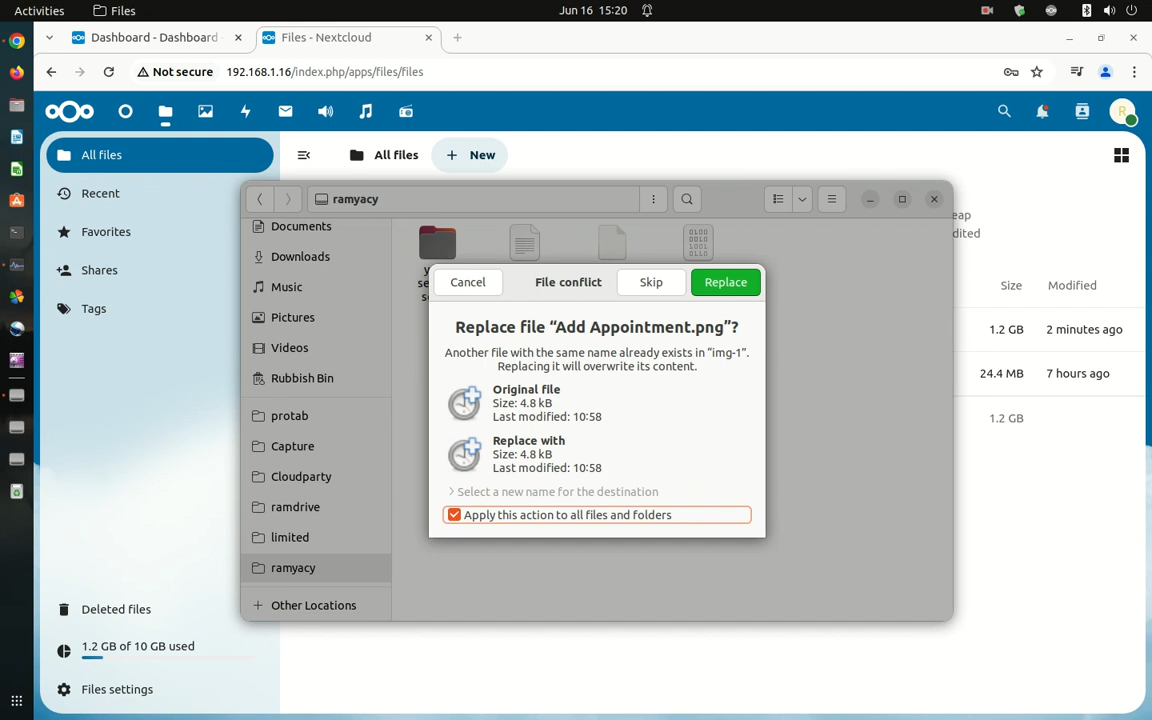 Activities
Files
Jun 16 15:20
Dashboard - Dashboard
Files - Nextcloud
Not secure
192.168.1.16/index.php/apps/files/files
R
All files
Recent
Favorites
Shares
Tags
Deleted files
1.2 GB of 10 GB used
Files settings
All files
+ New
eap
dited
Size
Modified
1.2 GB
2 minutes ago
24.4 MB
7 hours ago
1.2 GB
ramyacy
Documents
Downloads
Music
Pictures
Videos
Rubbish Bin
protab
Capture
Cloudparty
ramdrive
limited
ramyacy
+ Other Locations
Cancel
File conflict
Skip
Replace
Replace file “Add Appointment.png”?
Another file with the same name already exists in “img-1”.
Replacing it will overwrite its content.
Original file
Size: 4.8 kB
Last modified: 10:58
Replace with
Size: 4.8 kB
Last modified: 10:58
Select a new name for the destination
Apply this action to all files and folders